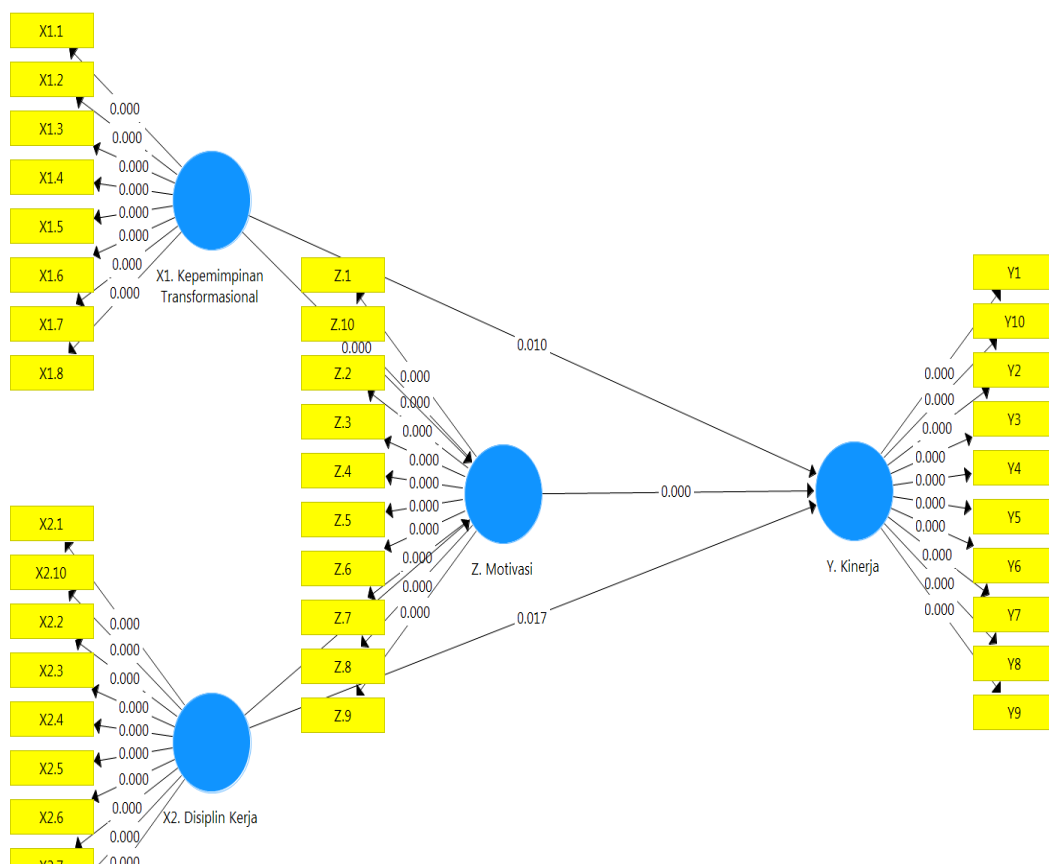 X1.1
X1.2
X1.3
X1.4
X1.5
X1.6
X1.7
X1.8
0.000
0.000
0.000
0.000
0.000
0.000
0.000
0.000
X1. Kepemimpinan
Transformasional
X2.1
X2.10
X2.2
X2.3
X2.4
X2.5
X2.6
0.000
0.000
0.000
0.000
0.000
0.000
0.000
0.000
0.000
0.000
X2. Disiplin Kerja
Z.1
Z.10
Z.2
Z.3
Z.4
Z.5
Z.6
Z.7
Z.8
Z.9
0.000
0.000
0.000
0.000
0.000
0.000
0.000
0.000
0.000
0.000
0.000
Z. Motivasi
0.010
0.000
0.017
Y. Kinerja
0.000
0.000
0.000
0.000
0.000
0.000
0.000
0.000
0.000
0.000
Y1
Y10
Y2
Y3
Y4
Y5
Y6
Y7
Y8
Y9